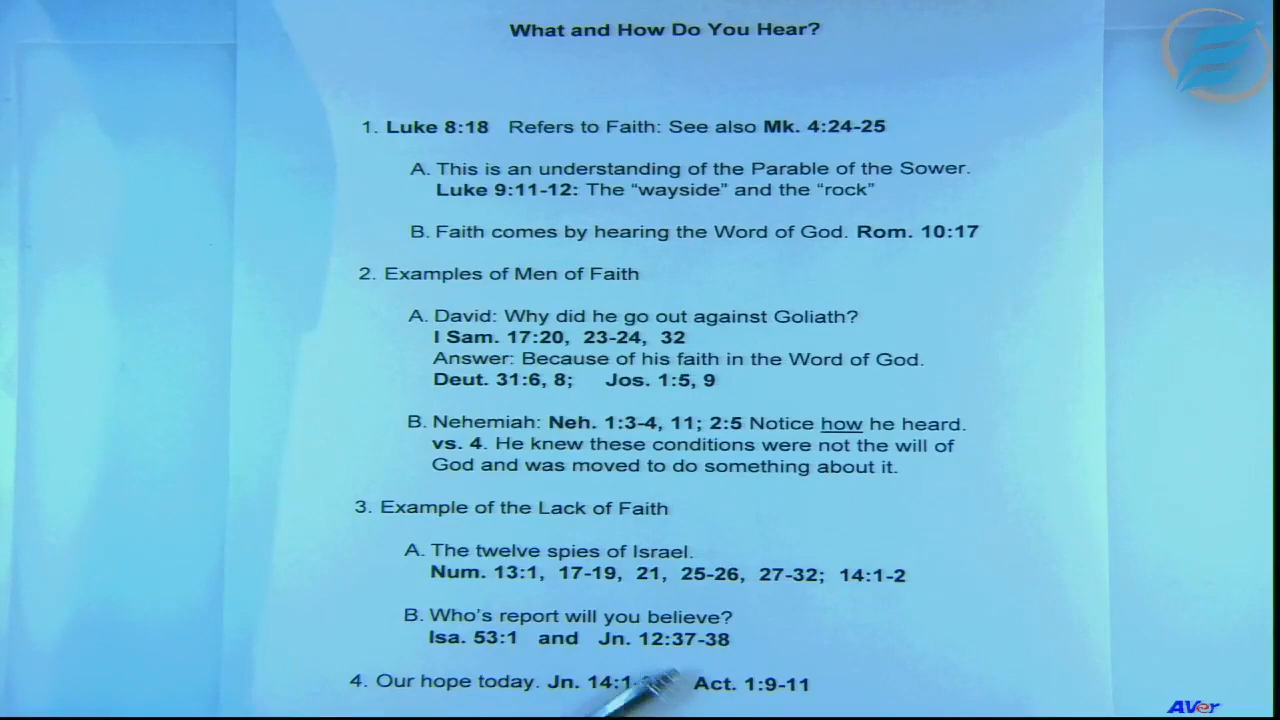 What and How Do You Hear?
1. Luke 8:18 Refers to Faith: See also Mk. 4:24-25
A. This is an understanding of the Parable of the Sower.
Luke 9:11-12: The “wayside” and the “rock”
B. Faith comes by hearing the Word of God. Rom. 10:17
2. Examples of Men of Faith
A. David: Why did he go out against Goliath?
I Sam. 17:20, 23-24, 32
Answer: Because of his faith in the Word of God.
Deut. 31:6, 8; Jos. 1:5, 9
B. Nehemiah: Neh. 1:3-4, 11; 2:5 Notice how he heard.
vs. 4. He knew these conditions were not the will of
God and was moved to do something about it.
3. Example of the Lack of Faith
A. The twelve spies of Israel.
Num. 13:1, 17-19, 21, 25-26, 27-32; 14:1-2
B. Who’s report will you believe?
Isa. 53:1 and Jn. 12:37-38
4. Our hope today. Jn. 14:1 Act. 1:9-11
AVer